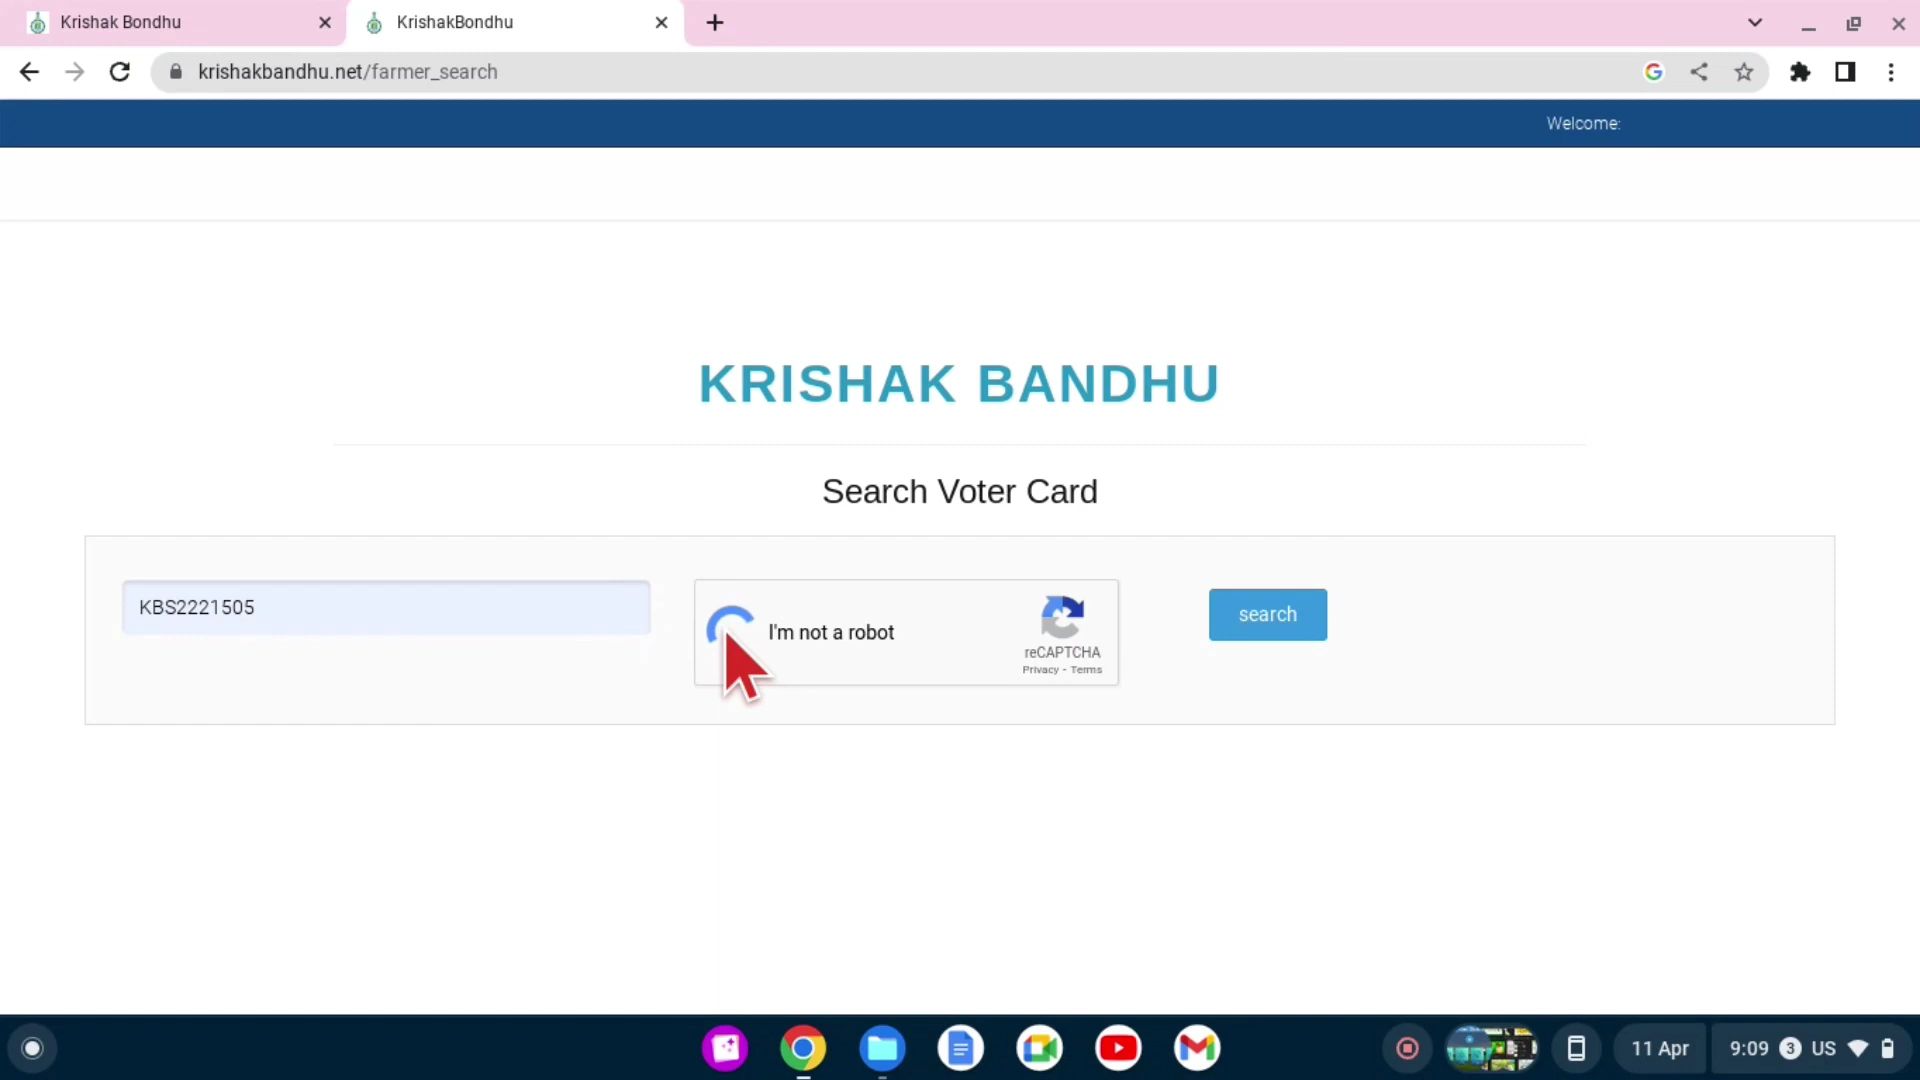 Krishak Bondhu
KrishakBondhu
krishakbandhu.net/farmer_search
Welcome:
KRISHAK BANDHU
Search Voter Card
KBS2221505
I'm not a robot
reCAPTCHA
Privacy - Terms
search
11 Apr
9:09 3 US